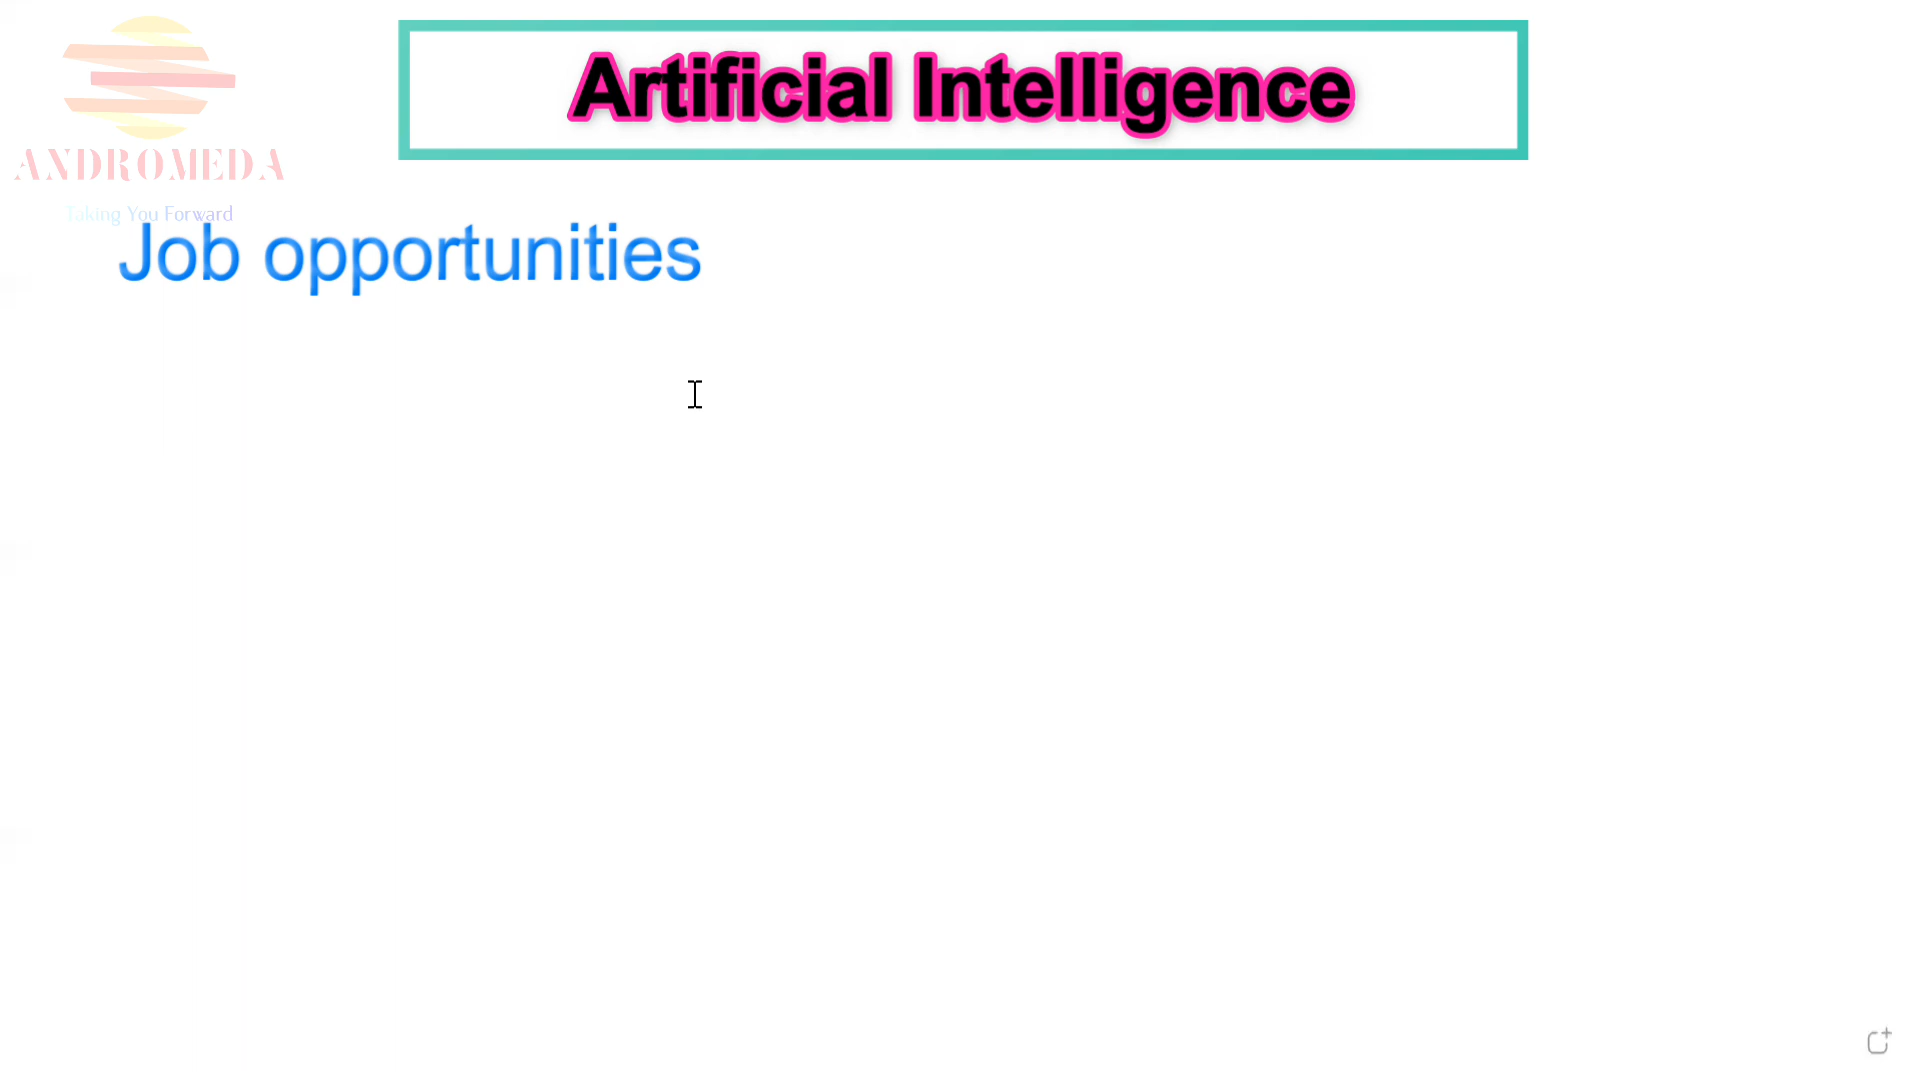 Artificial Intelligence
ANDROMEDA
Taking You Forward
Job opportunities